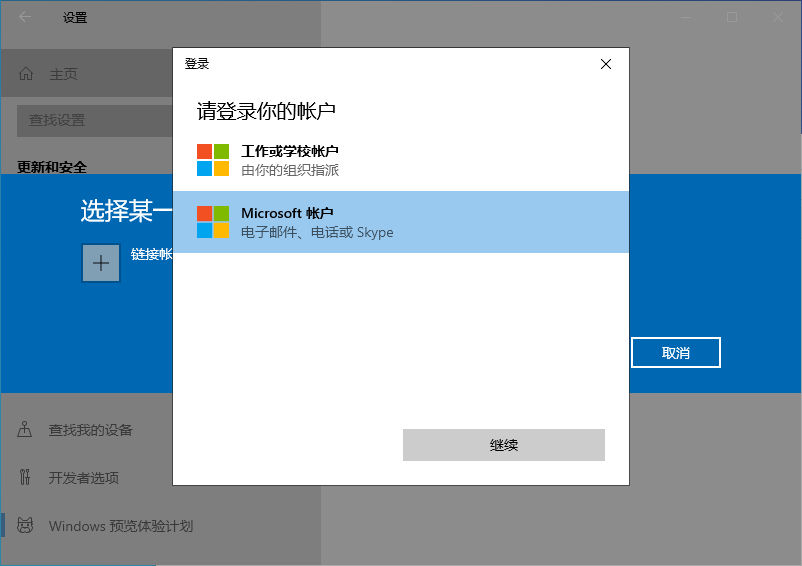 设置
主页
查找设置
更新和安全
选择某一
链接帐
取消
登录
请登录你的帐户
工作或学校帐户
由你的组织指派
Microsoft 帐户
电子邮件、电话或 Skype
继续
查找我的设备
开发者选项
Windows 预览体验计划